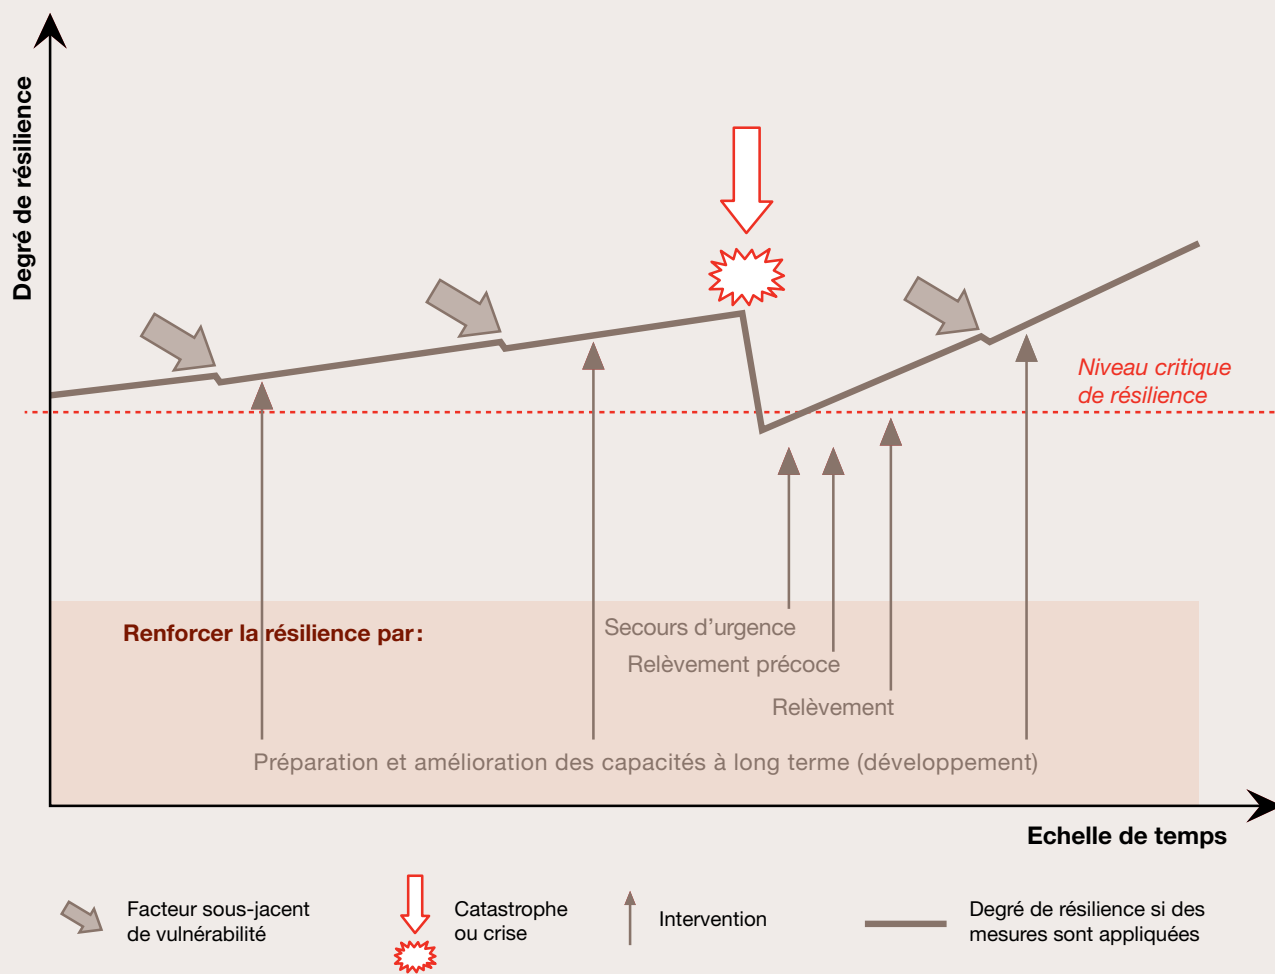 Degré de résilience
Niveau critique
de résilience
Renforcer la résilience par :
Secours d’urgence
Relèvement précoce
Relèvement
Préparation et amélioration des capacités à long terme (développement)
Echelle de temps
Facteur sous-jacent
de vulnérabilité
Catastrophe
ou crise
Intervention
Degré de résilience si des
mesures sont appliquées